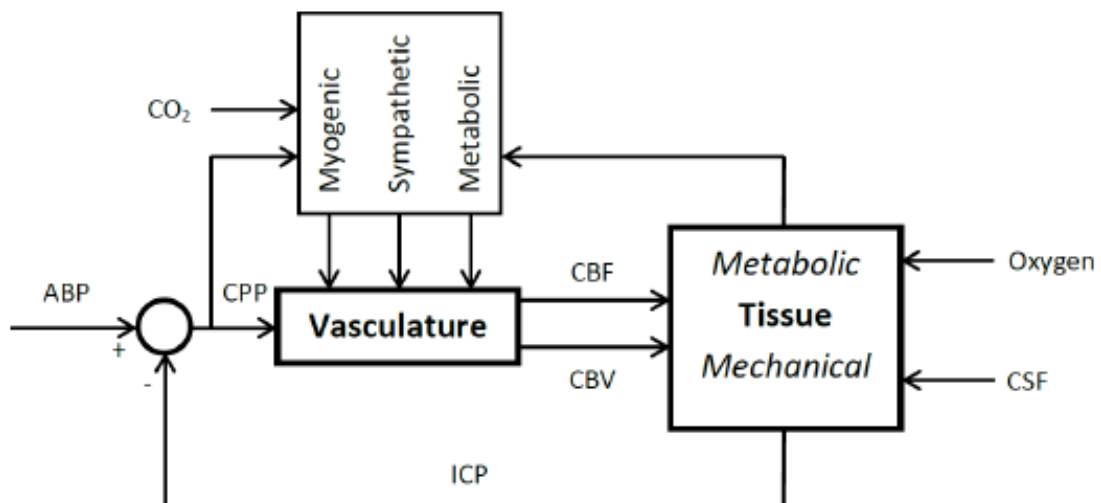 CO₂
Myogenic
Sympathetic
Metabolic
ABP
+
-
CPP
Vasculature
CBF
CBV
Metabolic
Tissue
Mechanical
Oxygen
CSF
ICP